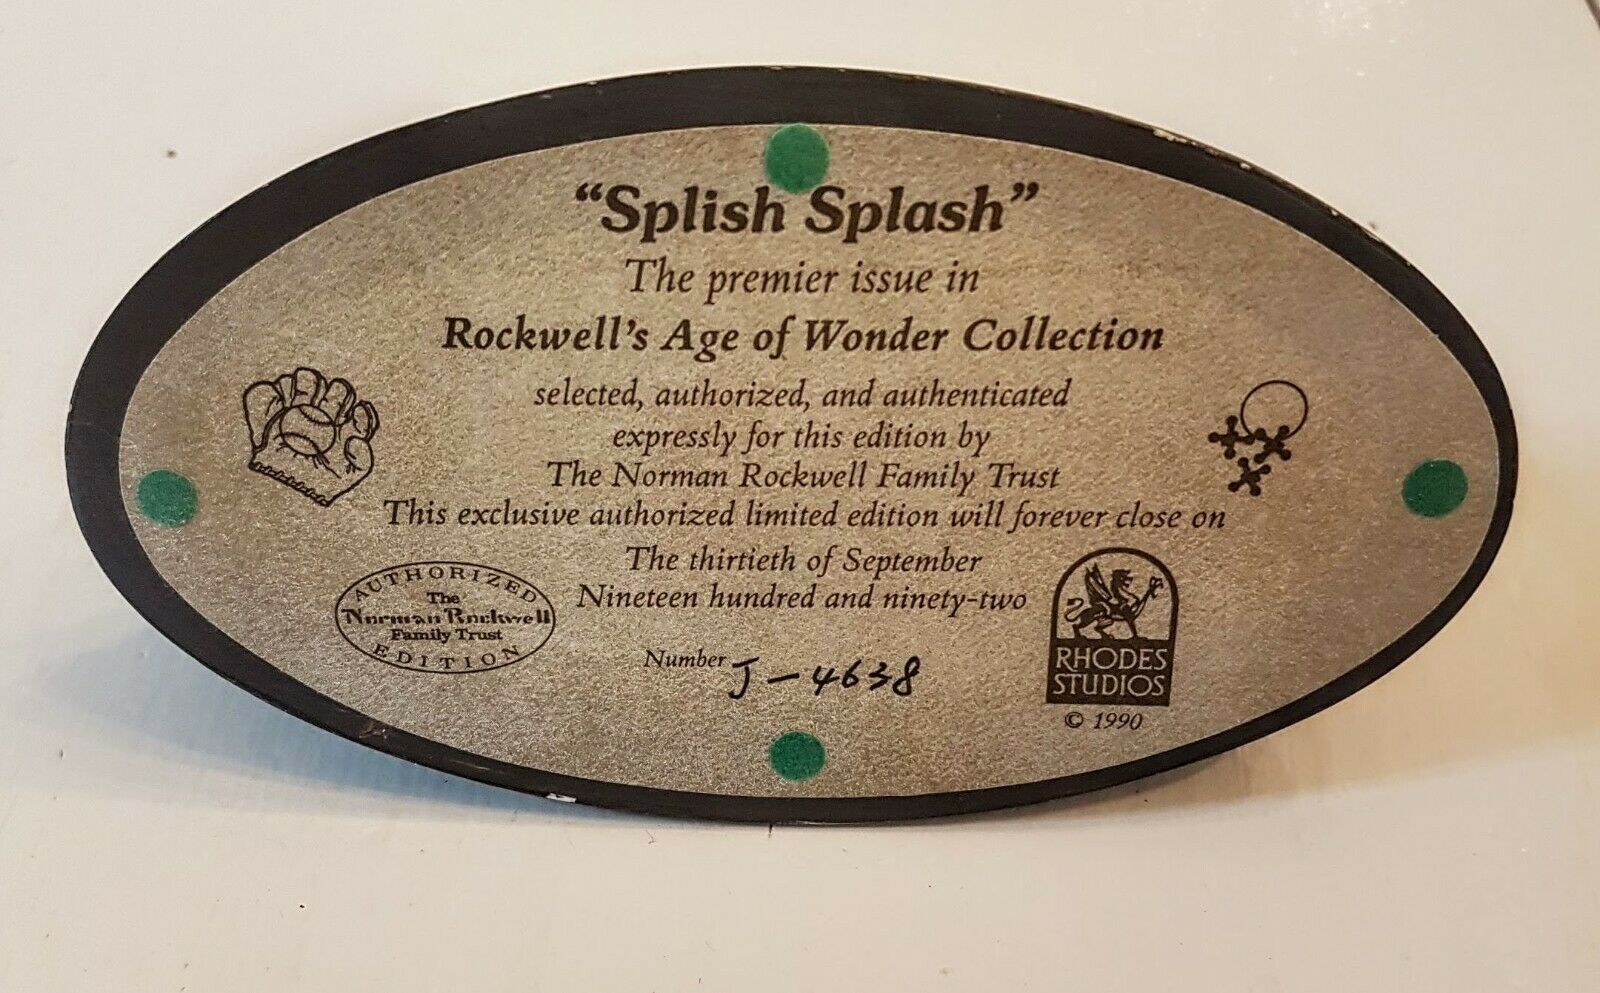 “Splish Splash”
The premier issue in
Rockwell's Age of Wonder Collection
selected, authorized, and authenticated
expressly for this edition by
The Norman Rockwell Family Trust
This exclusive authorized limited edition will forever close on
The thirtieth of September
Nineteen hundred and ninety-two
AUTHORIZED
The
Norman Rockwell
Family Trust
EDITION
Number J-4638
RHODES
STUDIOS
© 1990